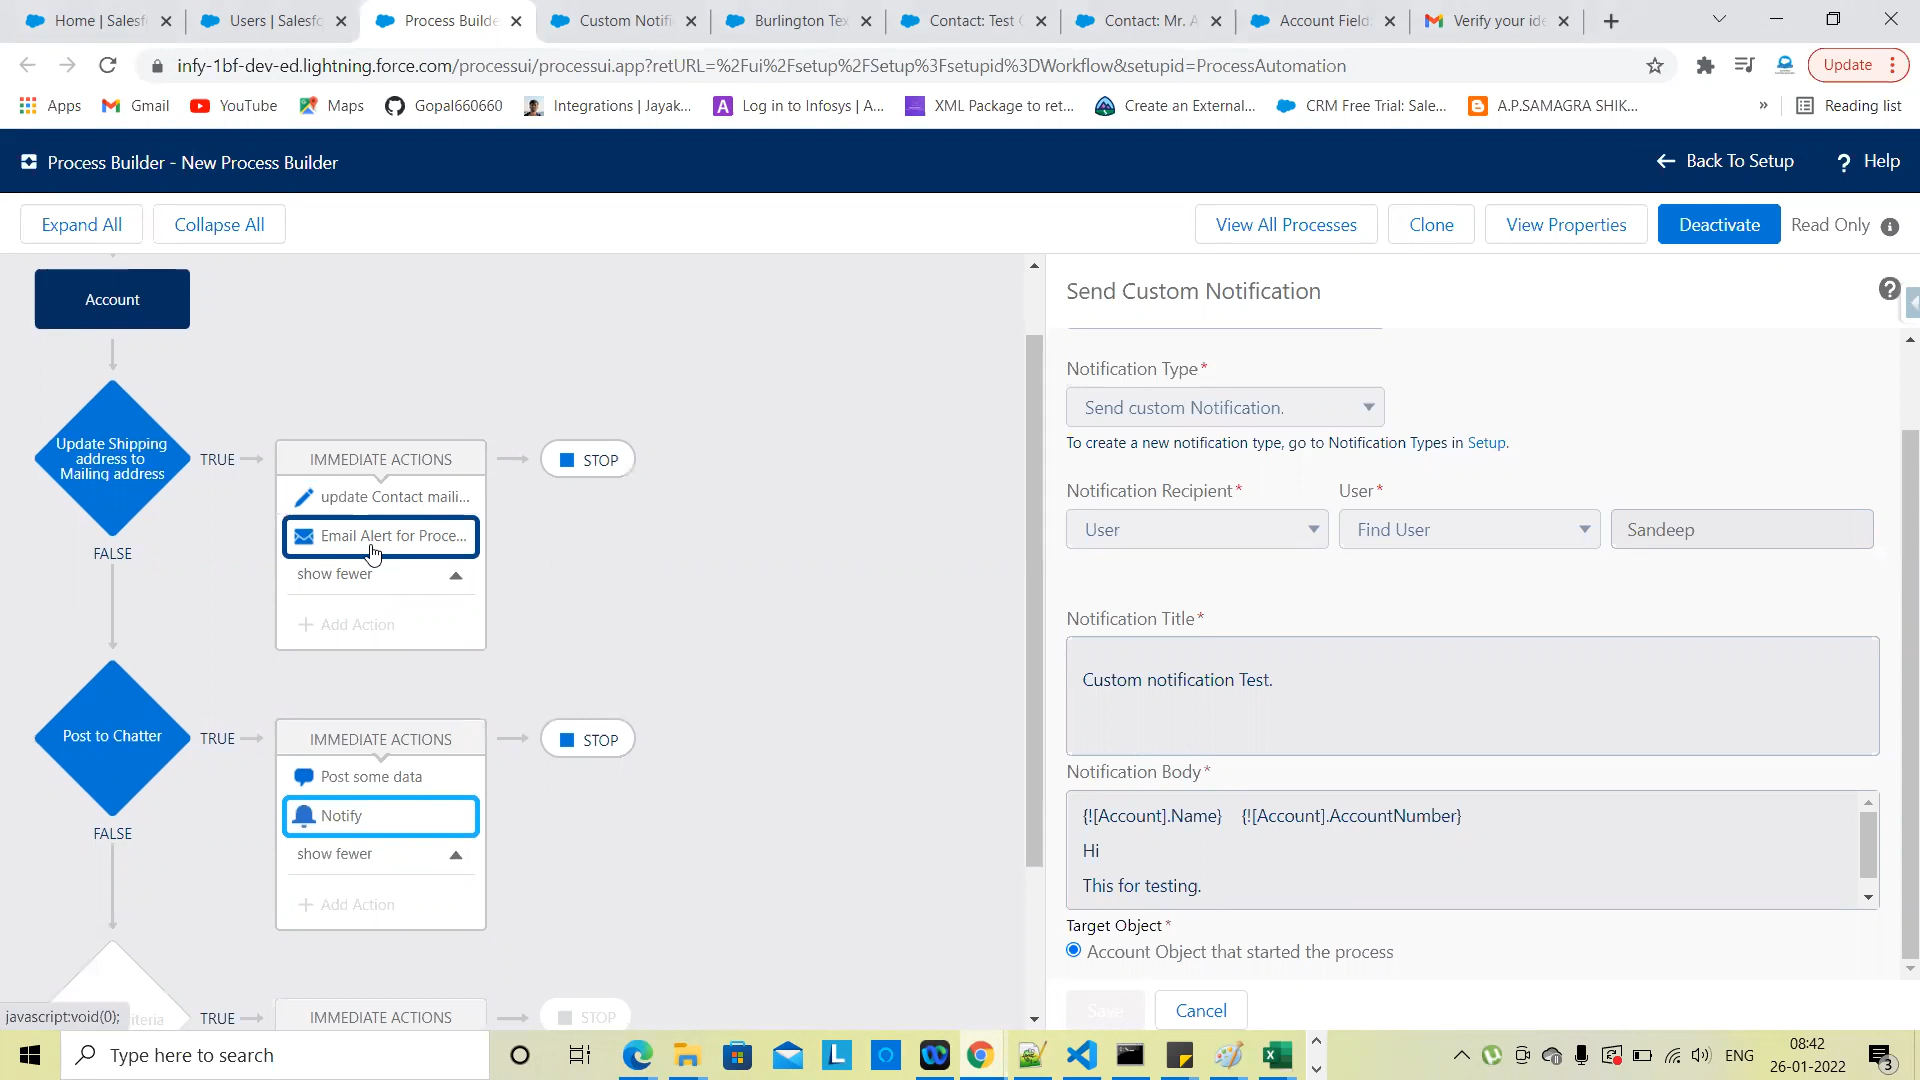 Home | Salesf
Users | Salesfo
Process Builde
Custom Notifi
Burlington Tex
Contact: Test C
Contact: Mr. A
Account Field
Verify your ide
infy-1bf-dev-ed.lightning.force.com/processui/processui.app?retURL=%2Fui%2Fsetup%2FSetup%3Fsetupid%3DWorkflow&setupid=ProcessAutomation
Update
Apps
Gmail
YouTube
Maps
Gopal660060
Integrations | Jayak...
Log in to Infosys | A...
XML Package to ret...
Create an External...
CRM Free Trial: Sale...
A.P.SAMAGRA SHIK...
»
Reading list
Process Builder - New Process Builder
Back To Setup
? Help
Expand All
Collapse All
View All Processes
Clone
View Properties
Deactivate
Read Only
Account
Update Shipping
address to
Mailing address
TRUE
IMMEDIATE ACTIONS
STOP
update Contact maili...
Email Alert for Proce...
show fewer
+ Add Action
FALSE
Post to Chatter
TRUE
IMMEDIATE ACTIONS
STOP
Post some data
Notify
show fewer
+ Add Action
FALSE
iteria
TRUE
IMMEDIATE ACTIONS
STOP
javascript:void(0);
Send Custom Notification
Notification Type*
Send custom Notification.
To create a new notification type, go to Notification Types in Setup.
Notification Recipient*
User*
User
Find User
Sandeep
Notification Title*
Custom notification Test.
Notification Body*
{![Account].Name} {![Account].AccountNumber}
Hi
This for testing.
Target Object*
Account Object that started the process
Save
Cancel
Type here to search
ENG
08:42
26-01-2022
3